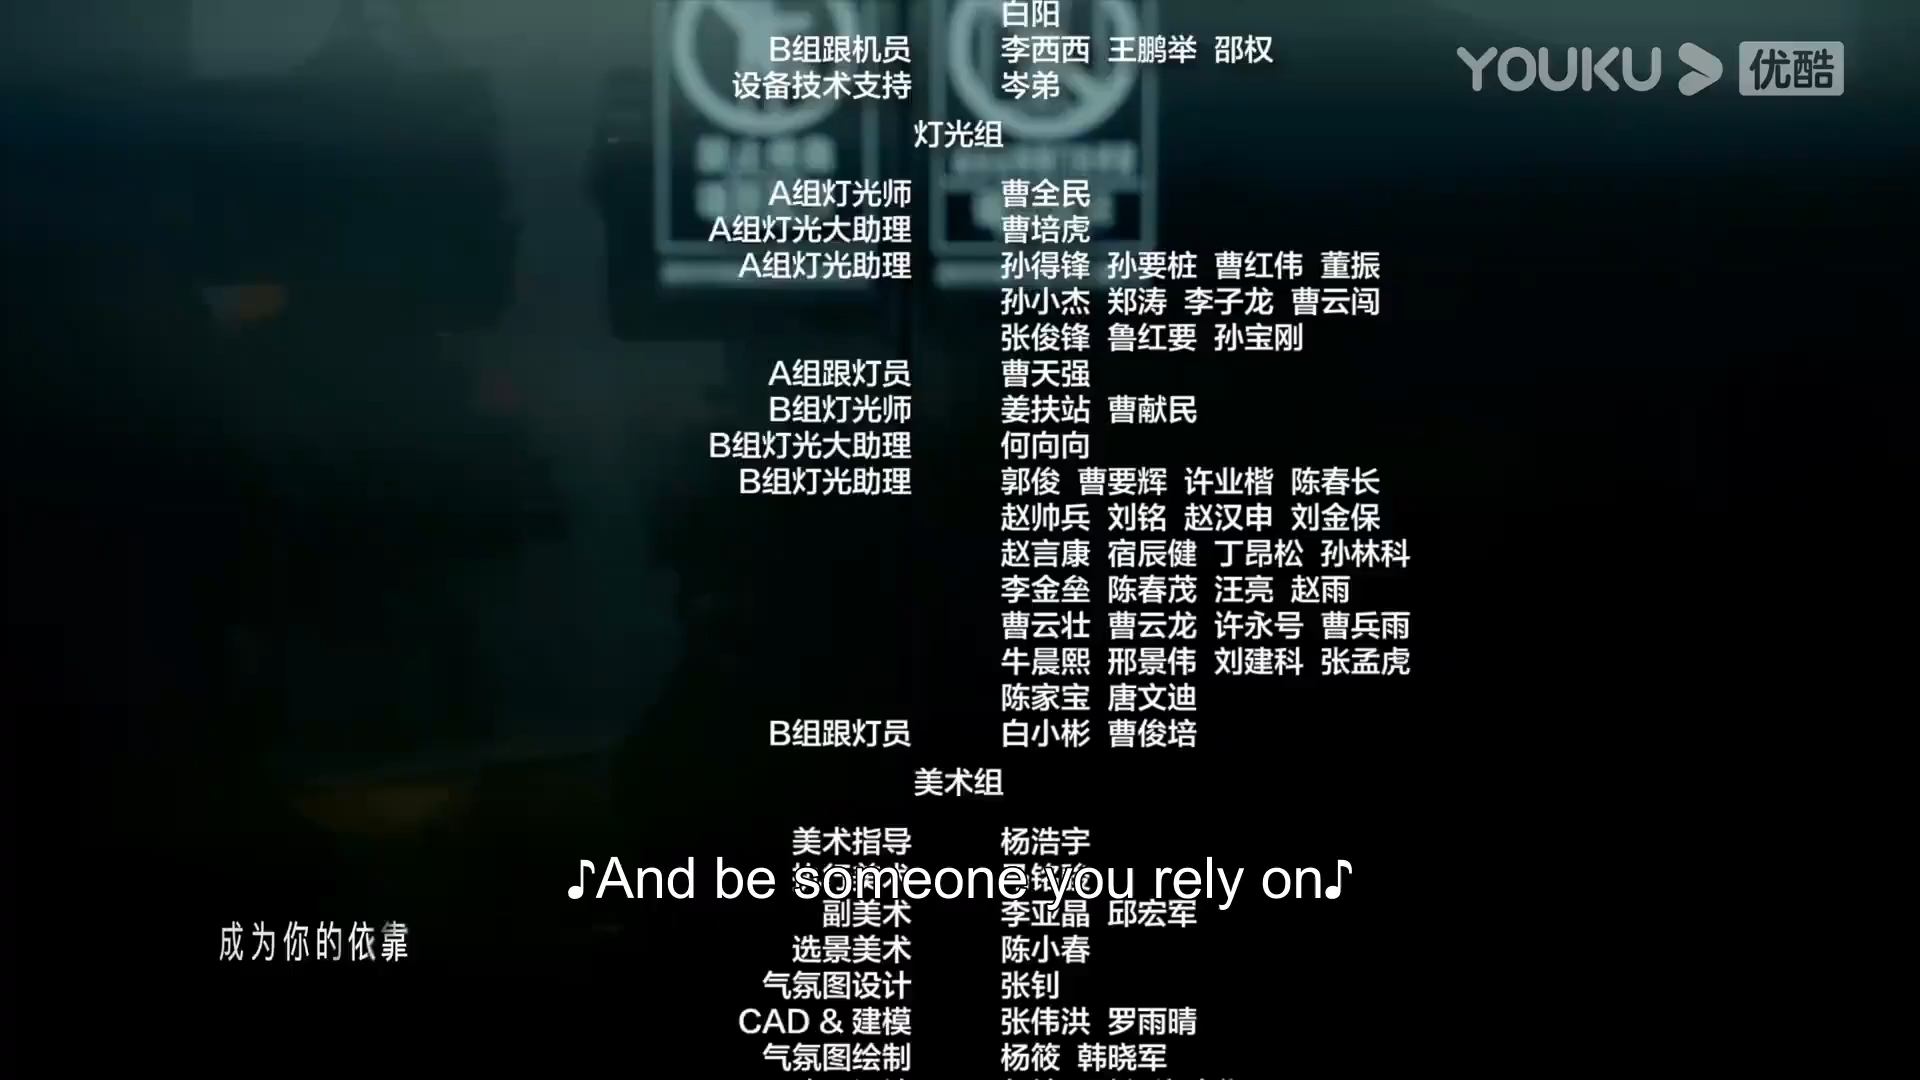 白阳
B组跟机员 李西西 王鹏举 邵权
YOUKU 优酷
设备技术支持 岑弟
灯光组
A组灯光师 曹全民
A组灯光大助理 曹培虎
A组灯光助理 孙得锋 孙要桩 曹红伟 董振
孙小杰 郑涛 李子龙 曹云闯
张俊锋 鲁红要 孙宝刚
A组跟灯员 曹天强
B组灯光师 姜扶站 曹献民
B组灯光大助理 何向向
B组灯光助理 郭俊 曹要辉 许业楷 陈春长
赵帅兵 刘铭 赵汉申 刘金保
赵言康 宿辰健 丁昂松 孙林科
李金垒 陈春茂 汪亮 赵雨
曹云壮 曹云龙 许永号 曹兵雨
牛晨熙 邢景伟 刘建科 张孟虎
陈家宝 唐文迪
B组跟灯员 白小彬 曹俊培
美术组
美术指导 杨浩宇
♪And be someone you rely on♪
副美术 李亚晶 邱宏军
成为你的依靠
选景美术 陈小春
气氛图设计 张钊
CAD & 建模 张伟洪 罗雨晴
气氛图绘制 杨筱 韩晓军